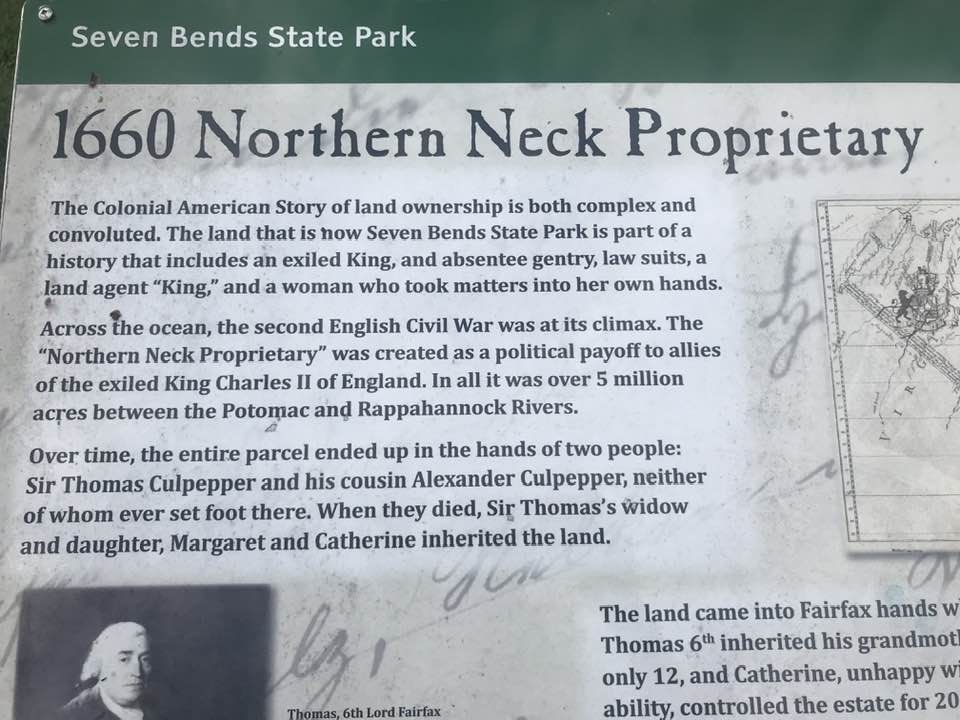 Seven Bends State Park
1660 Northern Neck Proprietary
The Colonial American Story of land ownership is both complex and
convoluted. The land that is now Seven Bends State Park is part of a
history that includes an exiled King, and absentee gentry, law suits, a
land agent “King,” and a woman who took matters into her own hands.
Across the ocean, the second English Civil War was at its climax. The
“Northern Neck Proprietary” was created as a political payoff to allies
of the exiled King Charles II of England. In all it was over 5 million
acres between the Potomac and Rappahannock Rivers.
Over time, the entire parcel ended up in the hands of two people:
Sir Thomas Culpepper and his cousin Alexander Culpepper, neither
of whom ever set foot there. When they died, Sir Thomas’s widow
and daughter, Margaret and Catherine inherited the land.
The land came into Fairfax hands
Thomas 6th inherited his
only 12, and Catherine, unhappy
ability, controlled the estate for 20
Thomas, 6th Lord Fairfax